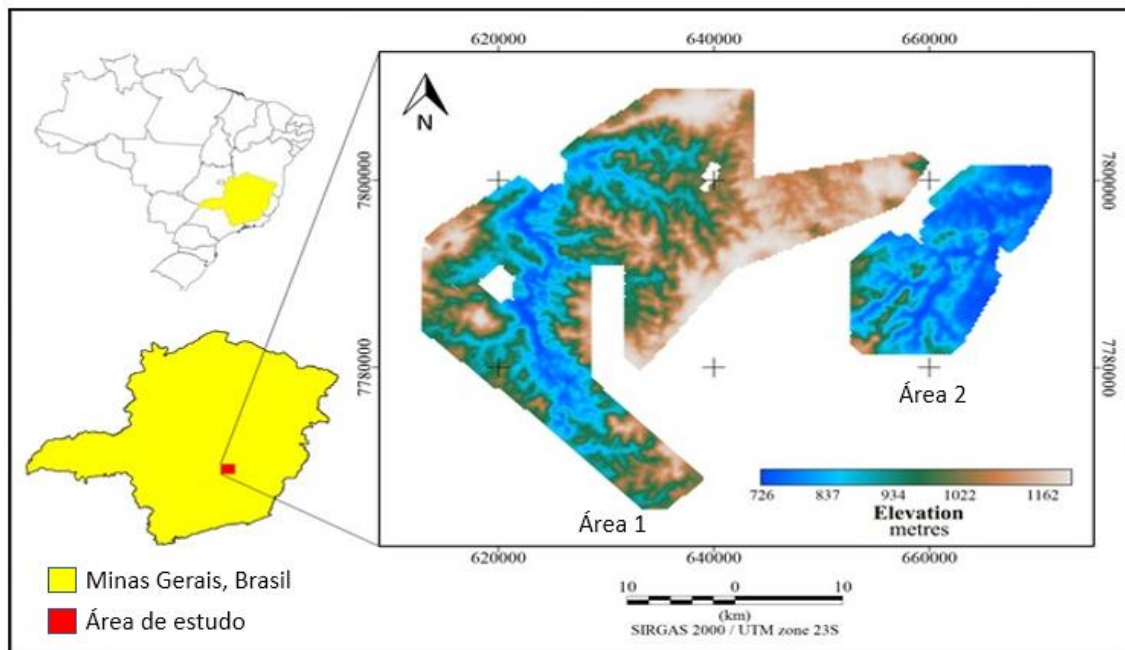 620000 640000 660000
N
7800000
7800000
7780000
7780000
Área 2
726 837 934 1022 1162
Elevation
metres
Área 1
620000 640000 660000
Minas Gerais, Brasil
Área de estudo
10 0 10
(km)
SIRGAS 2000 / UTM zone 23S